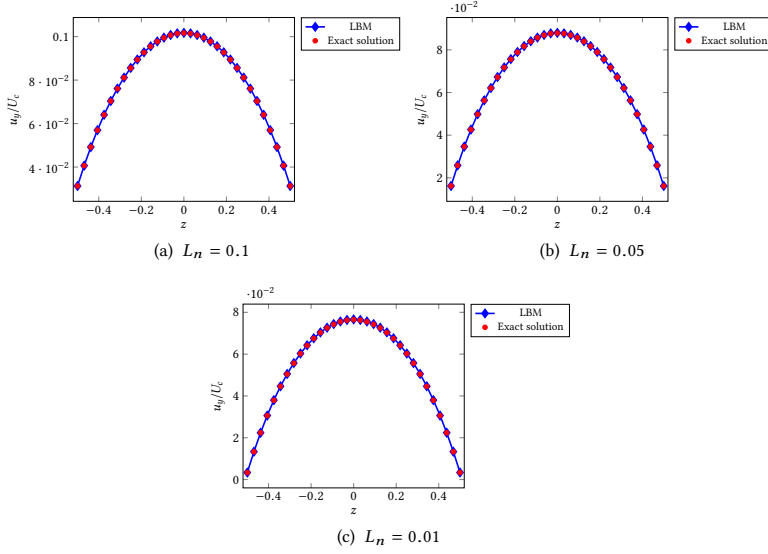 0.1
8 · 10⁻²
6 · 10⁻²
4 · 10⁻²
−0.4 −0.2 0 0.2 0.4
z
u_y/U_c
LBM
Exact solution
(a) L_n = 0.1
·10⁻²
8
6
4
2
−0.4 −0.2 0 0.2 0.4
z
u_y/U_c
LBM
Exact solution
(b) L_n = 0.05
·10⁻²
8
6
4
2
0
−0.4 −0.2 0 0.2 0.4
z
u_y/U_c
LBM
Exact solution
(c) L_n = 0.01